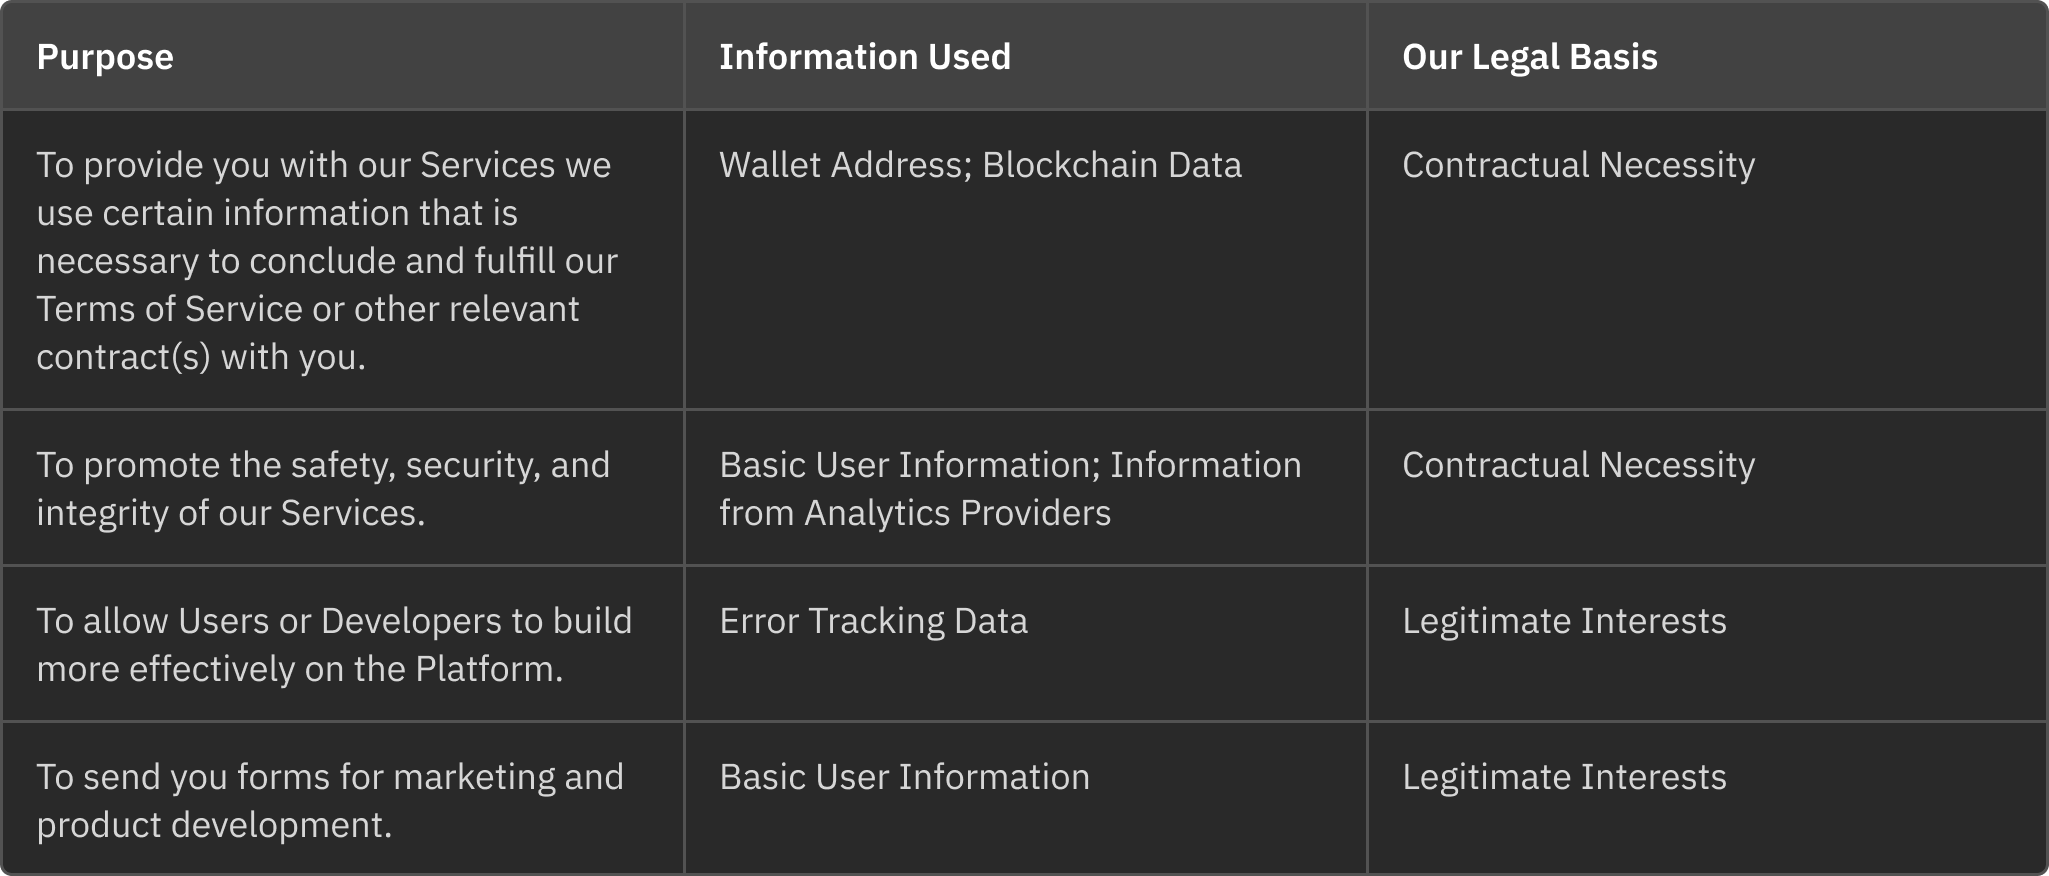 Purpose
Information Used
Our Legal Basis
To provide you with our Services we
use certain information that is
necessary to conclude and fulfill our
Terms of Service or other relevant
contract(s) with you.
Wallet Address; Blockchain Data
Contractual Necessity
To promote the safety, security, and
integrity of our Services.
Basic User Information; Information
from Analytics Providers
Contractual Necessity
To allow Users or Developers to build
more effectively on the Platform.
Error Tracking Data
Legitimate Interests
To send you forms for marketing and
product development.
Basic User Information
Legitimate Interests